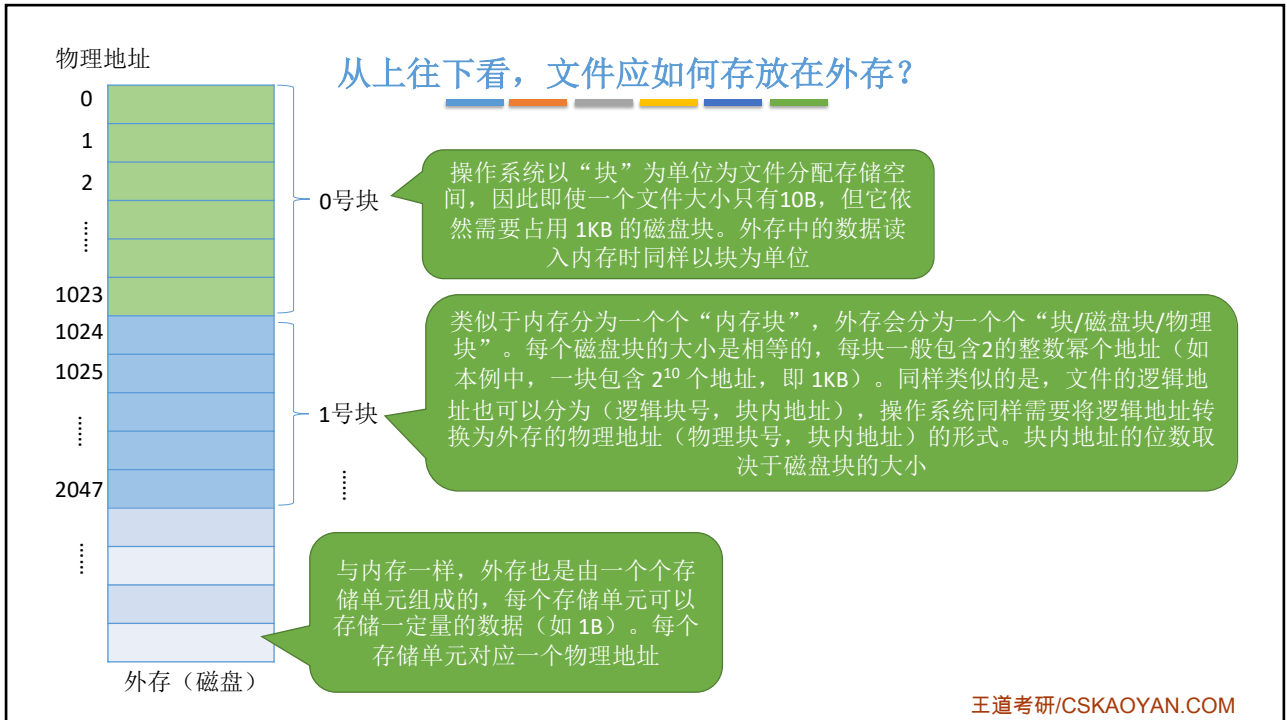 物理地址
从上往下看，文件应如何存放在外存？
0
1
2
……
1023
1024
1025
……
2047
……
0号块
1号块
……
操作系统以“块”为单位为文件分配存储空
间，因此即使一个文件大小只有10B，但它依
然需要占用 1KB 的磁盘块。外存中的数据读
入内存时同样以块为单位
类似于内存分为一个个“内存块”，外存会分为一个个“块/磁盘块/物理
块”。每个磁盘块的大小是相等的，每块一般包含2的整数幂个地址（如
本例中，一块包含 2¹⁰ 个地址，即 1KB）。同样类似的是，文件的逻辑地
址也可以分为（逻辑块号，块内地址），操作系统同样需要将逻辑地址转
换为外存的物理地址（物理块号，块内地址）的形式。块内地址的位数取
决于磁盘块的大小
与内存一样，外存也是由一个个存
储单元组成的，每个存储单元可以
存储一定量的数据（如 1B）。每个
存储单元对应一个物理地址
外存（磁盘）
王道考研/CSKAOYAN.COM